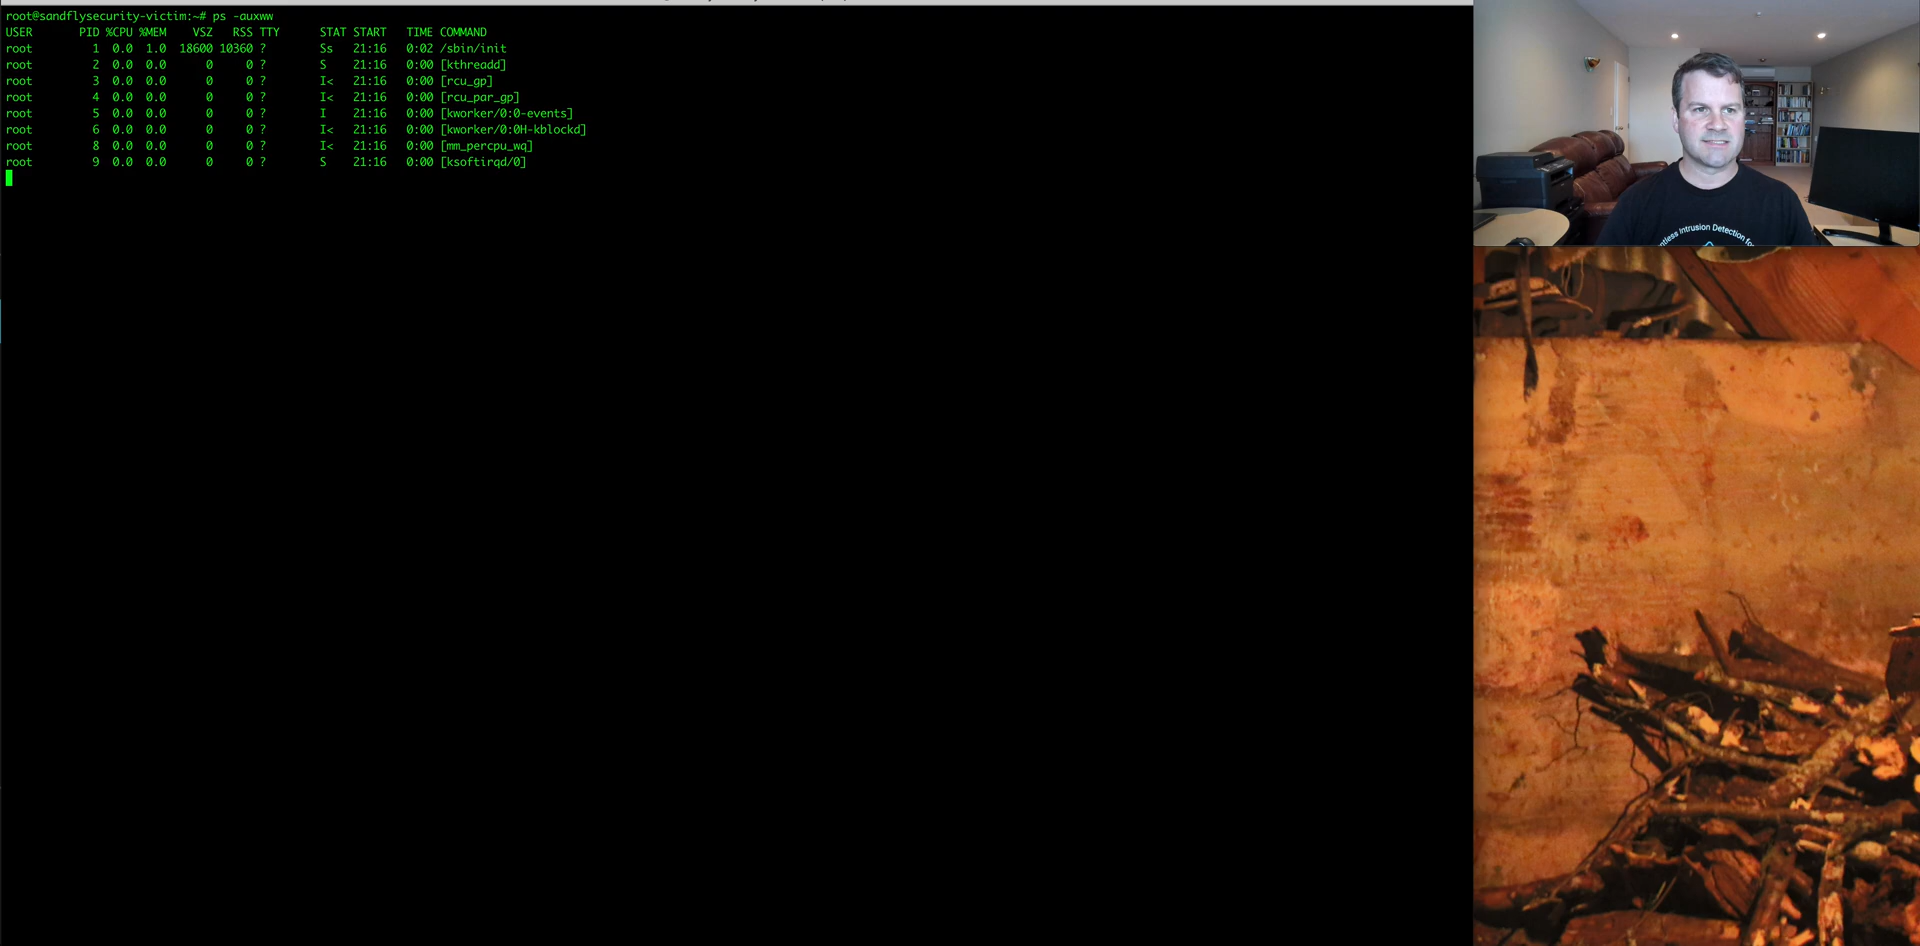 root@sandflysecurity-victim:~# ps -auxww
USER       PID %CPU %MEM    VSZ   RSS TTY      STAT START   TIME COMMAND
root         1  0.0  1.0  18600 10360 ?        Ss   21:16   0:02 /sbin/init
root         2  0.0  0.0      0     0 ?        S    21:16   0:00 [kthreadd]
root         3  0.0  0.0      0     0 ?        I<   21:16   0:00 [rcu_gp]
root         4  0.0  0.0      0     0 ?        I<   21:16   0:00 [rcu_par_gp]
root         5  0.0  0.0      0     0 ?        I    21:16   0:00 [kworker/0:0-events]
root         6  0.0  0.0      0     0 ?        I<   21:16   0:00 [kworker/0:0H-kblockd]
root         8  0.0  0.0      0     0 ?        I<   21:16   0:00 [mm_percpu_wq]
root         9  0.0  0.0      0     0 ?        S    21:16   0:00 [ksoftirqd/0]
Intrusion Detection